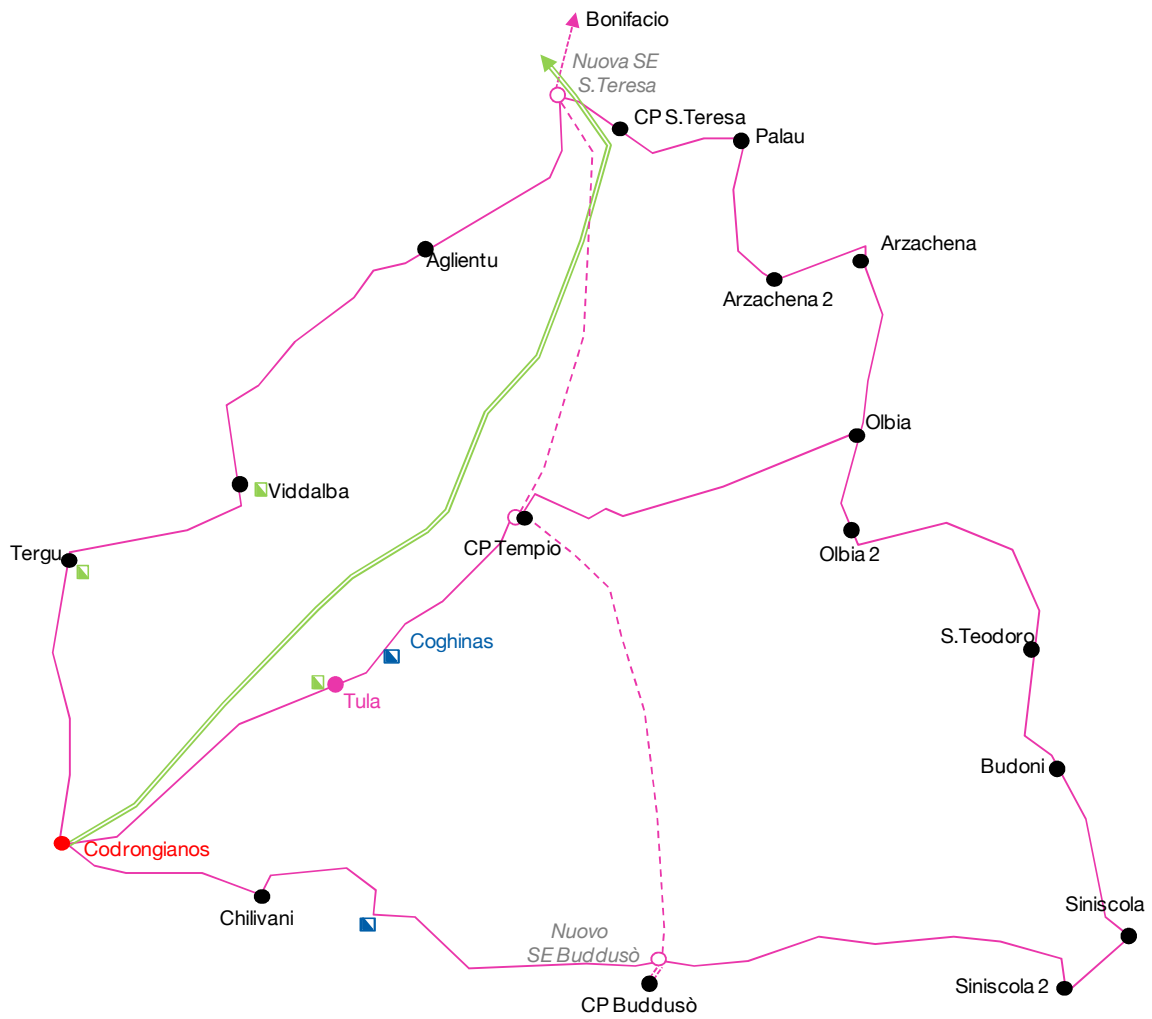 Bonifacio
Nuova SE
S.Teresa
CP S.Teresa
Palau
Arzachena
Aglientu
Arzachena 2
Olbia
Viddalba
CP Tempio
Tergu
Olbia 2
S.Teodoro
Coghinas
Tula
Budoni
Codrongianos
Siniscola
Chilivani
Nuovo
SE Buddusò
Siniscola 2
CP Buddusò